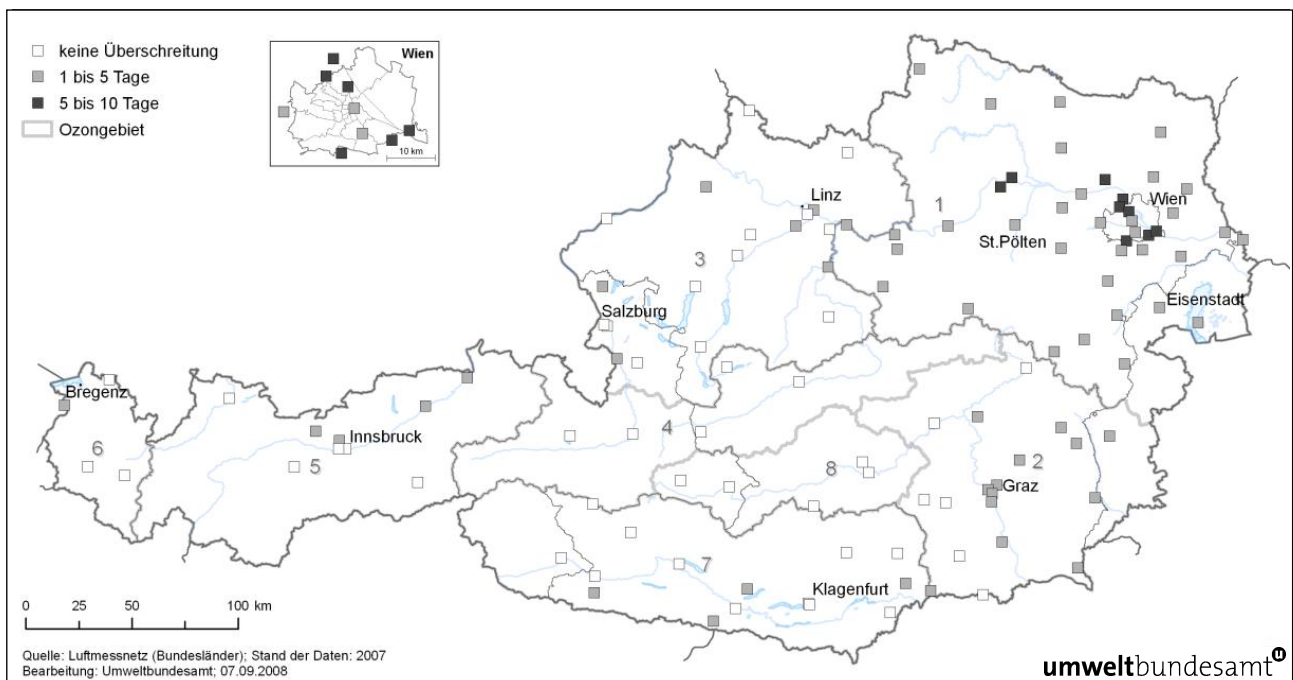 keine Überschreitung
1 bis 5 Tage
5 bis 10 Tage
Ozongebiet
Wien
10 km
Linz
1
Wien
St.Pölten
3
Eisenstadt
Salzburg
Bregenz
Innsbruck
4
6
5
8
2
Graz
7
Klagenfurt
0 25 50 100 km
Quelle: Luftmessnetz (Bundesländer); Stand der Daten: 2007
Bearbeitung: Umweltbundesamt; 07.09.2008
umweltbundesamt u